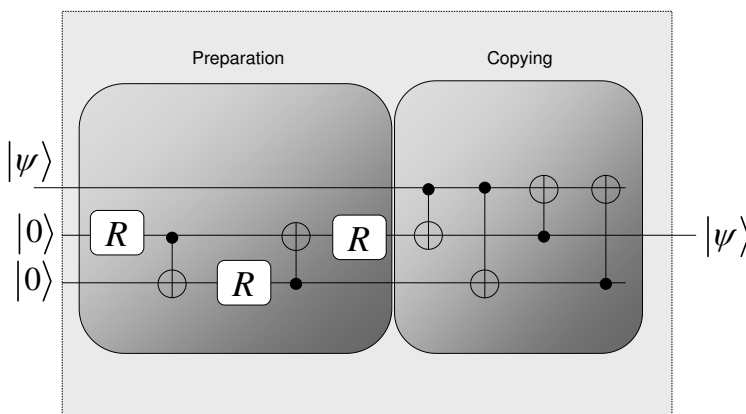 Preparation Copying
|ψ⟩
|0⟩ R R |ψ⟩
|0⟩ R